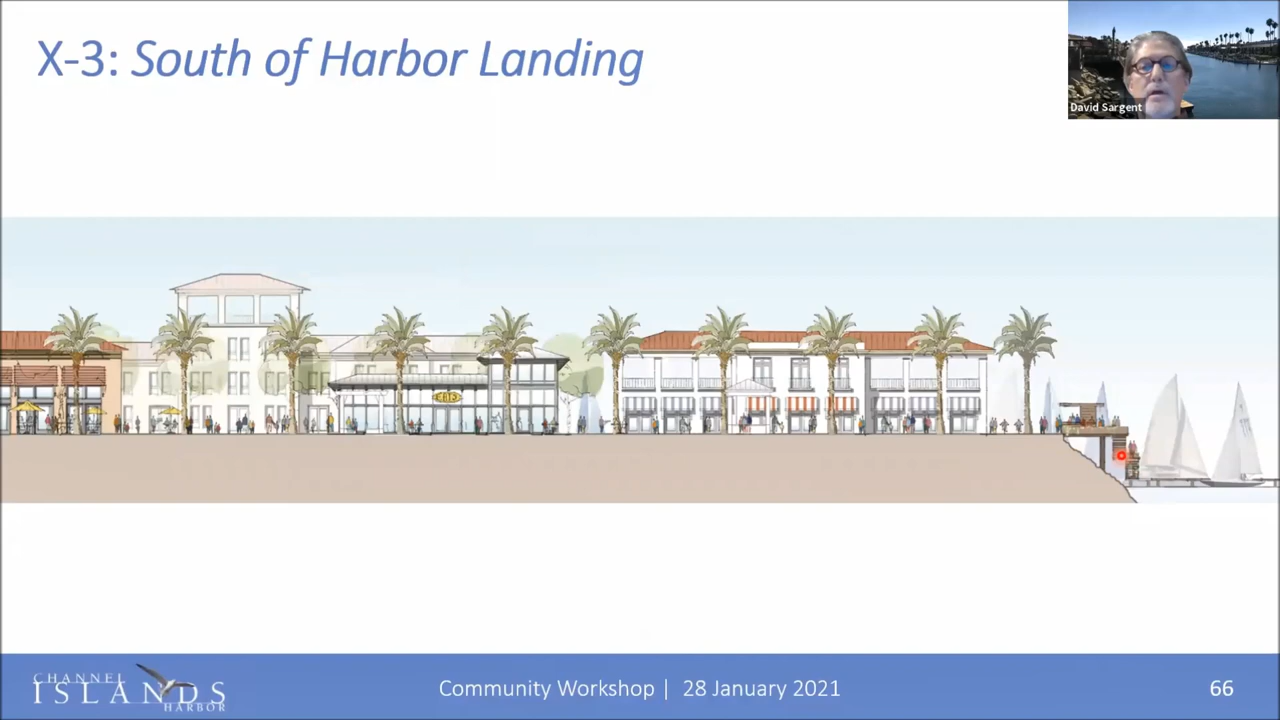 X-3: South of Harbor Landing
David Sargent
CHANNEL
ISLANDS
HARBOR
Community Workshop | 28 January 2021
66